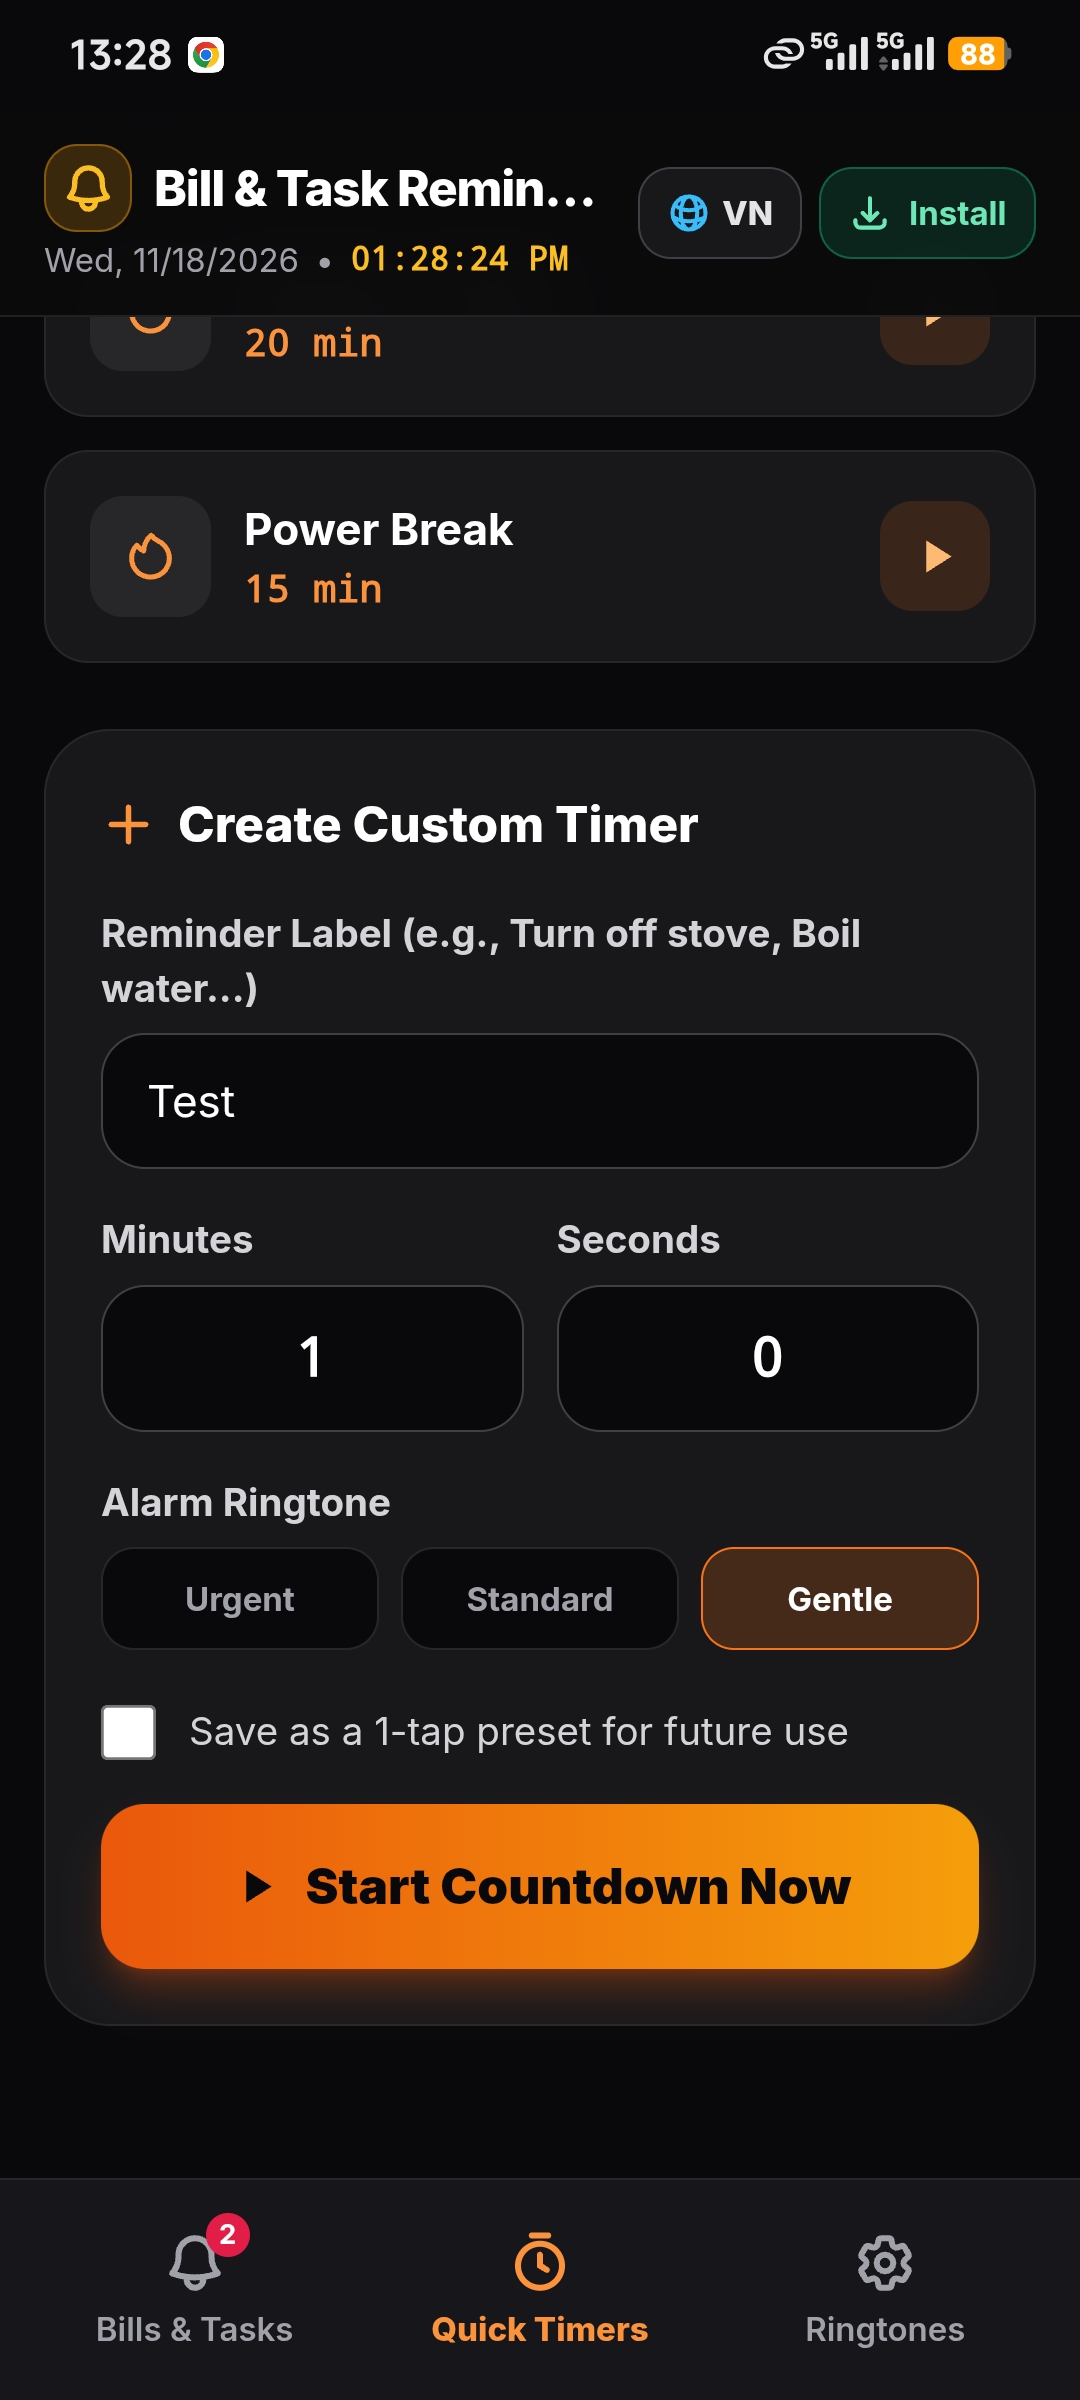 13:28
5G 5G 88
Bill & Task Remin...
VN
Install
Wed, 11/18/2026 • 01:28:24 PM
20 min
Power Break
15 min
Create Custom Timer
Reminder Label (e.g., Turn off stove, Boil
water...)
Test
Minutes Seconds
1 0
Alarm Ringtone
Urgent Standard Gentle
Save as a 1-tap preset for future use
Start Countdown Now
2
Bills & Tasks Quick Timers Ringtones